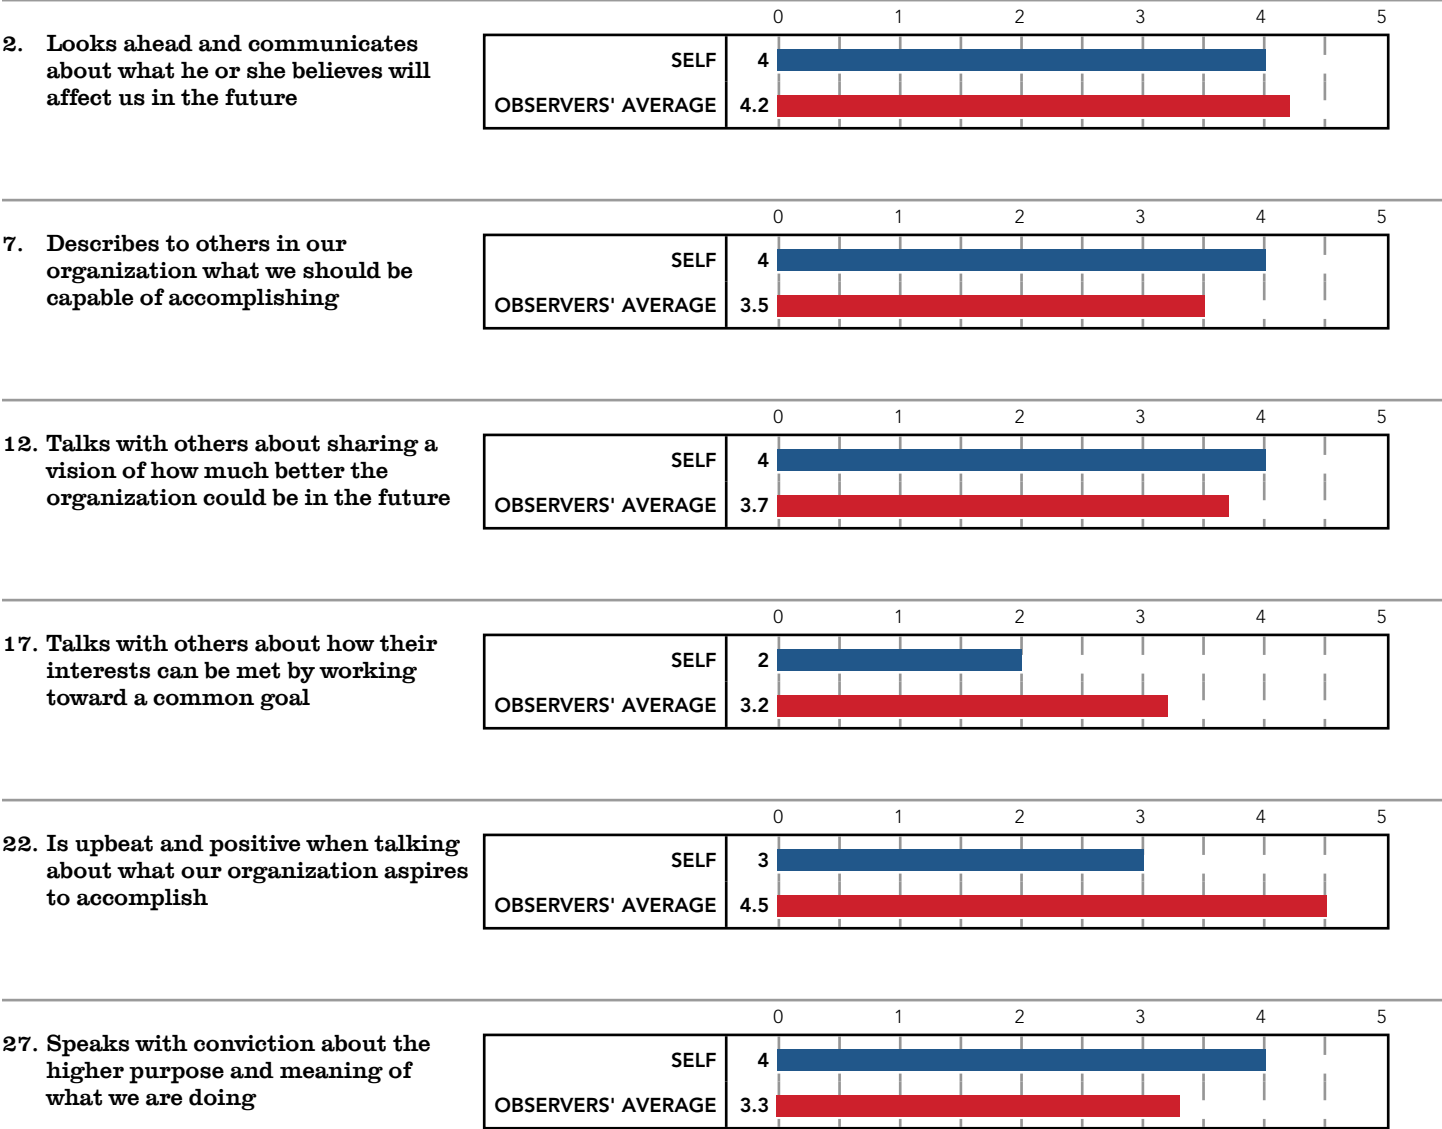 0 1 2 3 4 5
2. Looks ahead and communicates
about what he or she believes will
affect us in the future
SELF 4
OBSERVERS' AVERAGE 4.2
0 1 2 3 4 5
7. Describes to others in our
organization what we should be
capable of accomplishing
SELF 4
OBSERVERS' AVERAGE 3.5
0 1 2 3 4 5
12. Talks with others about sharing a
vision of how much better the
organization could be in the future
SELF 4
OBSERVERS' AVERAGE 3.7
0 1 2 3 4 5
17. Talks with others about how their
interests can be met by working
toward a common goal
SELF 2
OBSERVERS' AVERAGE 3.2
0 1 2 3 4 5
22. Is upbeat and positive when talking
about what our organization aspires
to accomplish
SELF 3
OBSERVERS' AVERAGE 4.5
0 1 2 3 4 5
27. Speaks with conviction about the
higher purpose and meaning of
what we are doing
SELF 4
OBSERVERS' AVERAGE 3.3